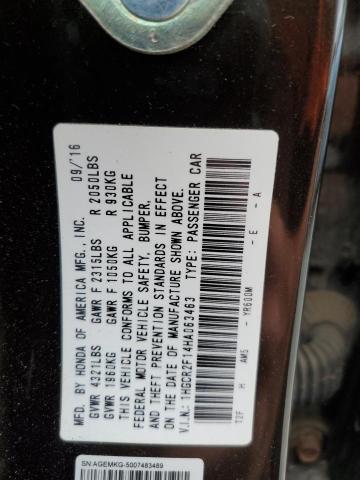 MFD. BY HONDA OF AMERICA MFG., INC. 09/'16
GVWR 4321LBS GAWR F 2315LBS R 2050LBS
GVWR 1960KG GAWR F 1050KG R 930KG
THIS VEHICLE CONFORMS TO ALL APPLICABLE
FEDERAL MOTOR VEHICLE SAFETY, BUMPER,
AND THEFT PREVENTION STANDARDS IN EFFECT
ON THE DATE OF MANUFACTURE SHOWN ABOVE.
V.I.N.: 1HGCR2F14HA063463 TYPE: PASSENGER CAR
T2F H AM5 - YR600M - E - A
SN:AGEMKG-5007483489